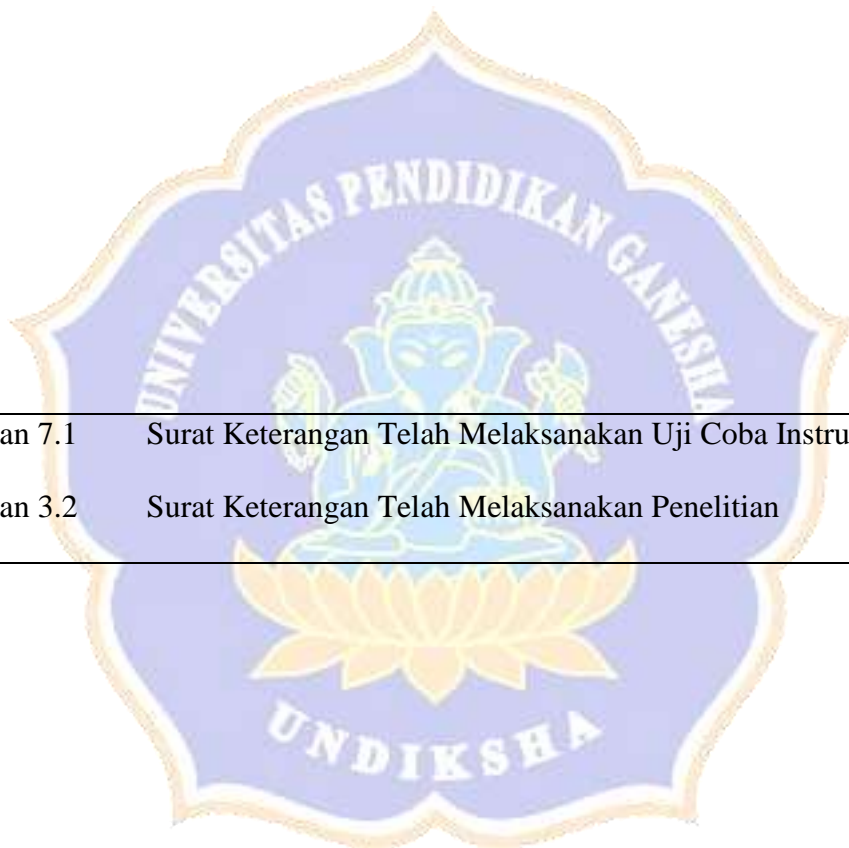 UNIVERSITAS PENDIDIKAN GANESHA
an 7.1 Surat Keterangan Telah Melaksanakan Uji Coba Instru
an 3.2 Surat Keterangan Telah Melaksanakan Penelitian
UNDIKSHA